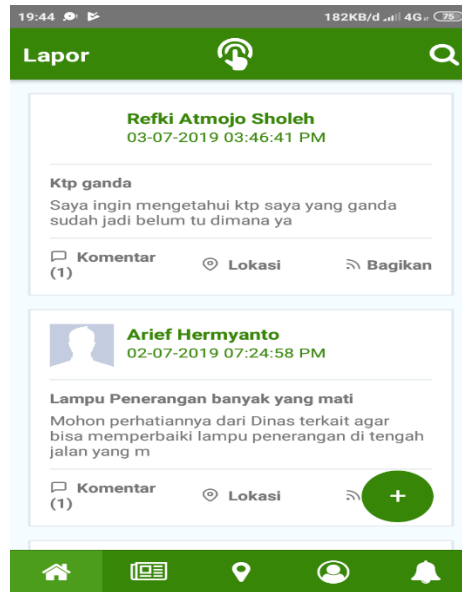 19:44 182KB/d 4G 75
Lapor
Refki Atmojo Sholeh
03-07-2019 03:46:41 PM
Ktp ganda
Saya ingin mengetahui ktp saya yang ganda
sudah jadi belum tu dimana ya
Komentar
(1)
Lokasi
Bagikan
Arief Hermyanto
02-07-2019 07:24:58 PM
Lampu Penerangan banyak yang mati
Mohon perhatiannya dari Dinas terkait agar
bisa memperbaiki lampu penerangan di tengah
jalan yang m
Komentar
(1)
Lokasi
+